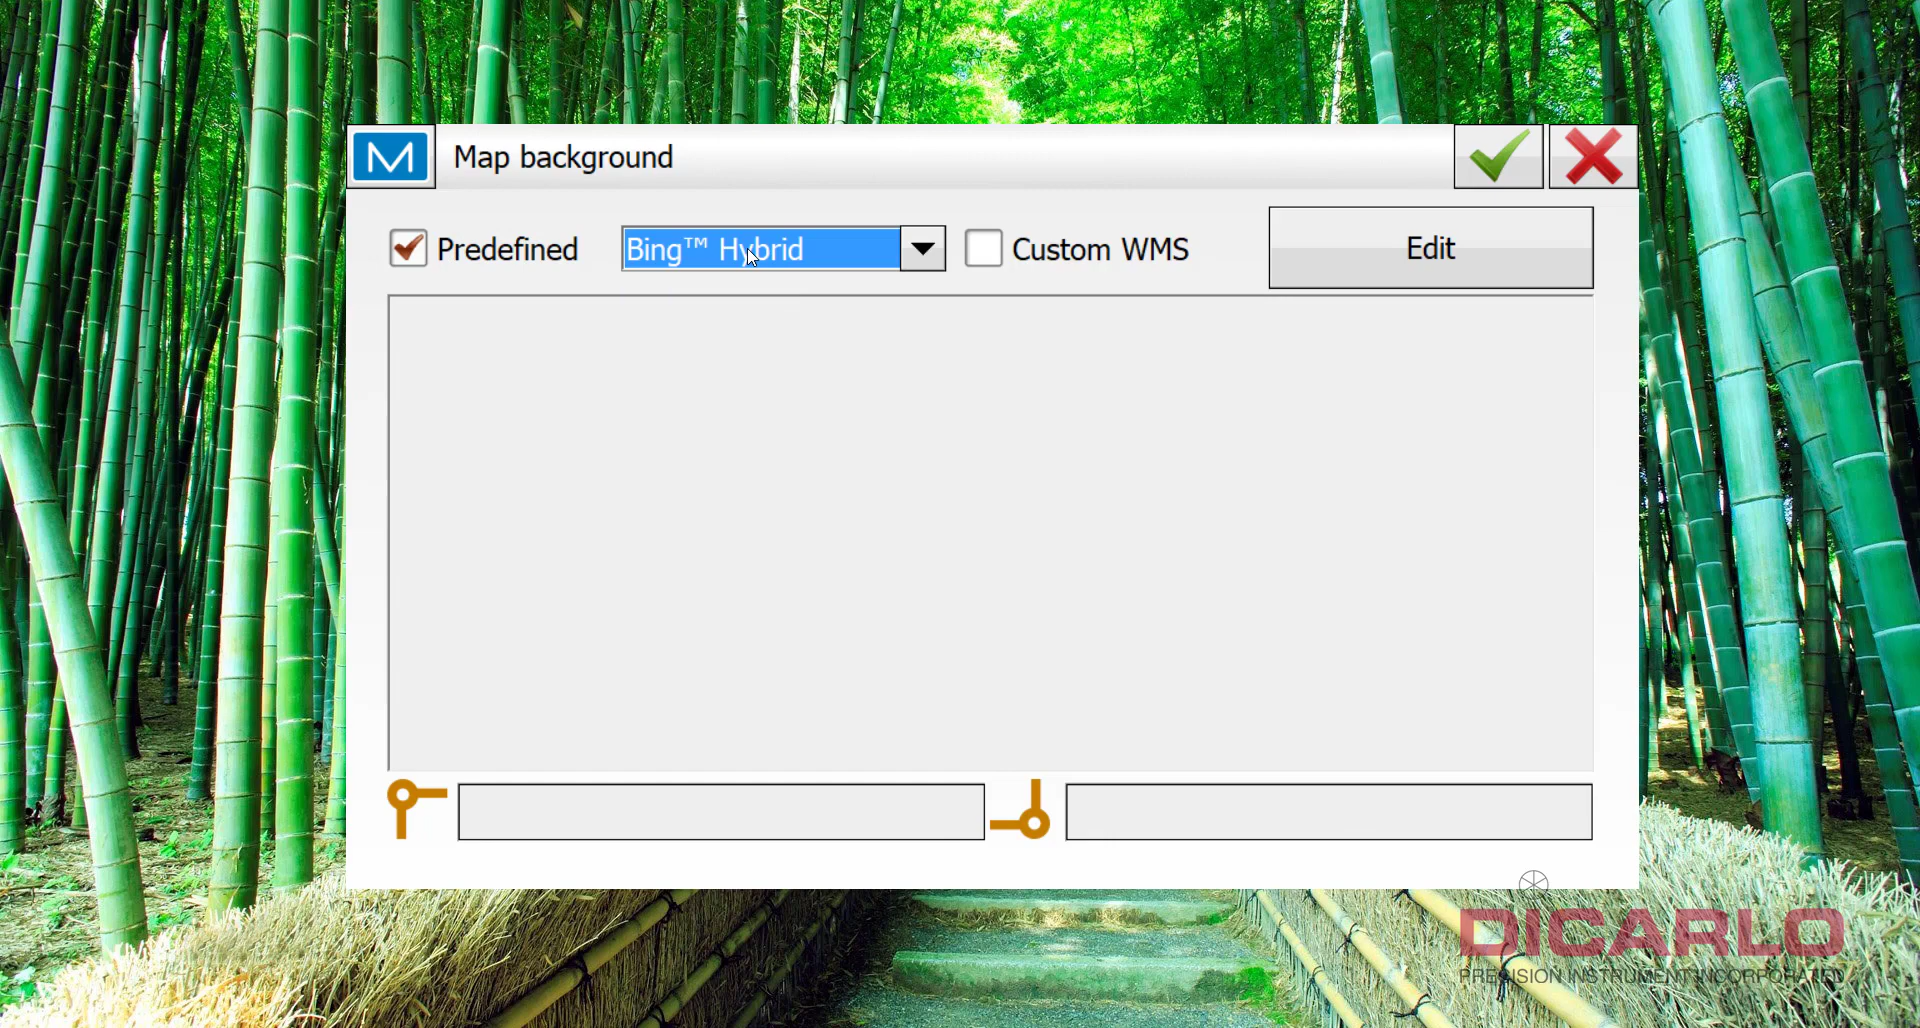 Map background
Predefined
Bing™ Hybrid
Custom WMS
Edit
DICARLO
PRECISION INSTRUMENT INCORPORATED